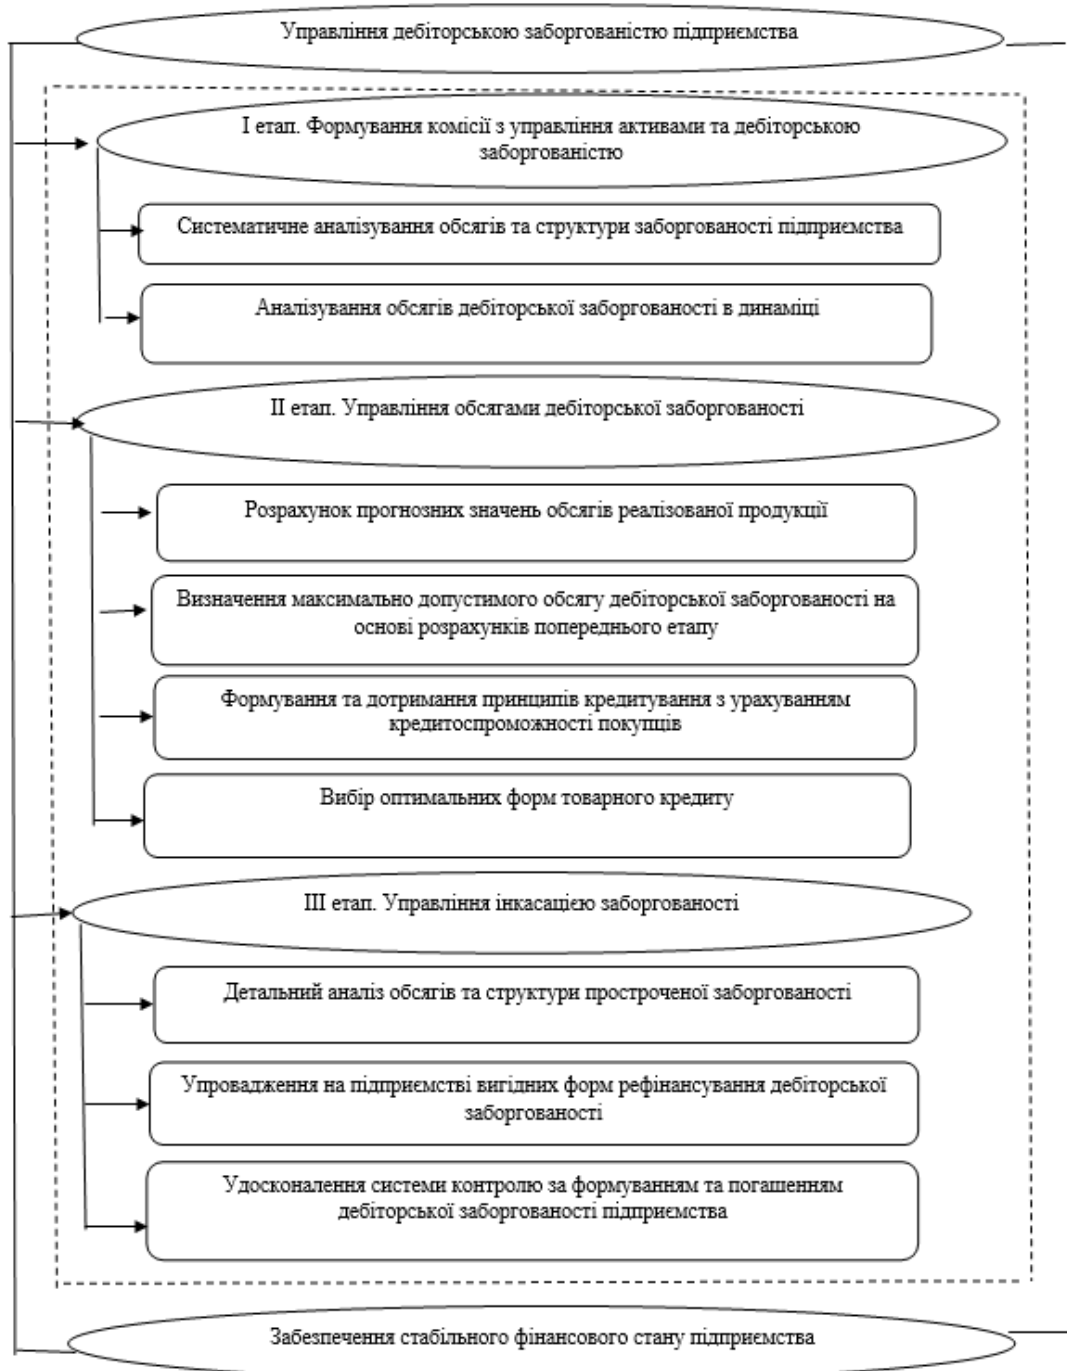 Управління дебіторською заборгованістю підприємства
І етап. Формування комісії з управління активами та дебіторською
заборгованістю
Систематичне аналізування обсягів та структури заборгованості підприємства
Аналізування обсягів дебіторської заборгованості в динаміці
ІІ етап. Управління обсягами дебіторської заборгованості
Розрахунок прогнозних значень обсягів реалізованої продукції
Визначення максимально допустимого обсягу дебіторської заборгованості на
основі розрахунків попереднього етапу
Формування та дотримання принципів кредитування з урахуванням
кредитоспроможності покупців
Вибір оптимальних форм товарного кредиту
ІІІ етап. Управління інкасацією заборгованості
Детальний аналіз обсягів та структури простроченої заборгованості
Упровадження на підприємстві вигідних форм рефінансування дебіторської
заборгованості
Удосконалення системи контролю за формуванням та погашенням
дебіторської заборгованості підприємства
Забезпечення стабільного фінансового стану підприємства